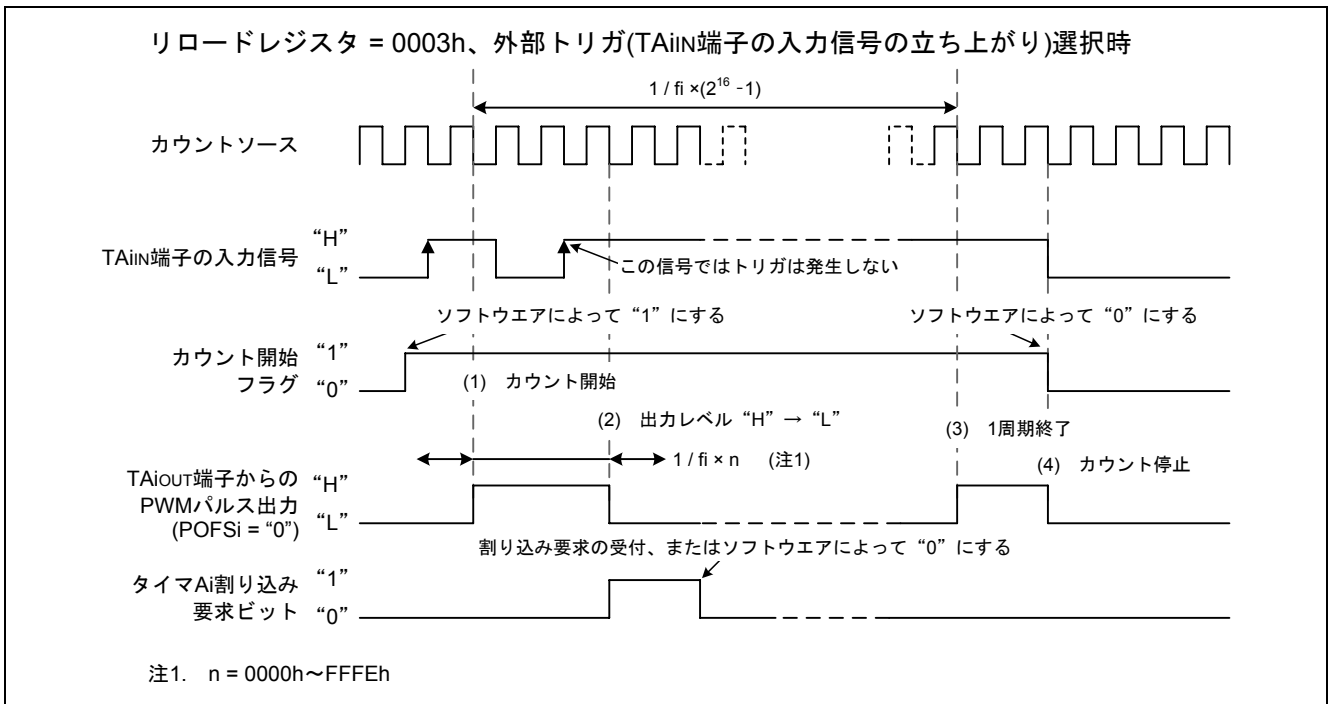 リロードレジスタ = 0003h、外部トリガ(TAiIN端子の入力信号の立ち上がり)選択時
1 / fi ×(2^16 -1)
カウントソース
TAiIN端子の入力信号
“H”
“L”
この信号ではトリガは発生しない
ソフトウエアによって“1”にする
ソフトウエアによって“0”にする
カウント開始
フラグ
“1”
“0”
(1) カウント開始
(2) 出力レベル“H”→“L”
(3) 1周期終了
1 / fi × n (注1)
(4) カウント停止
TAiOUT端子からの
PWMパルス出力
(POFSi = “0”)
“H”
“L”
割り込み要求の受付、またはソフトウエアによって“0”にする
タイマAi割り込み
要求ビット
“1”
“0”
注1. n = 0000h～FFFEh